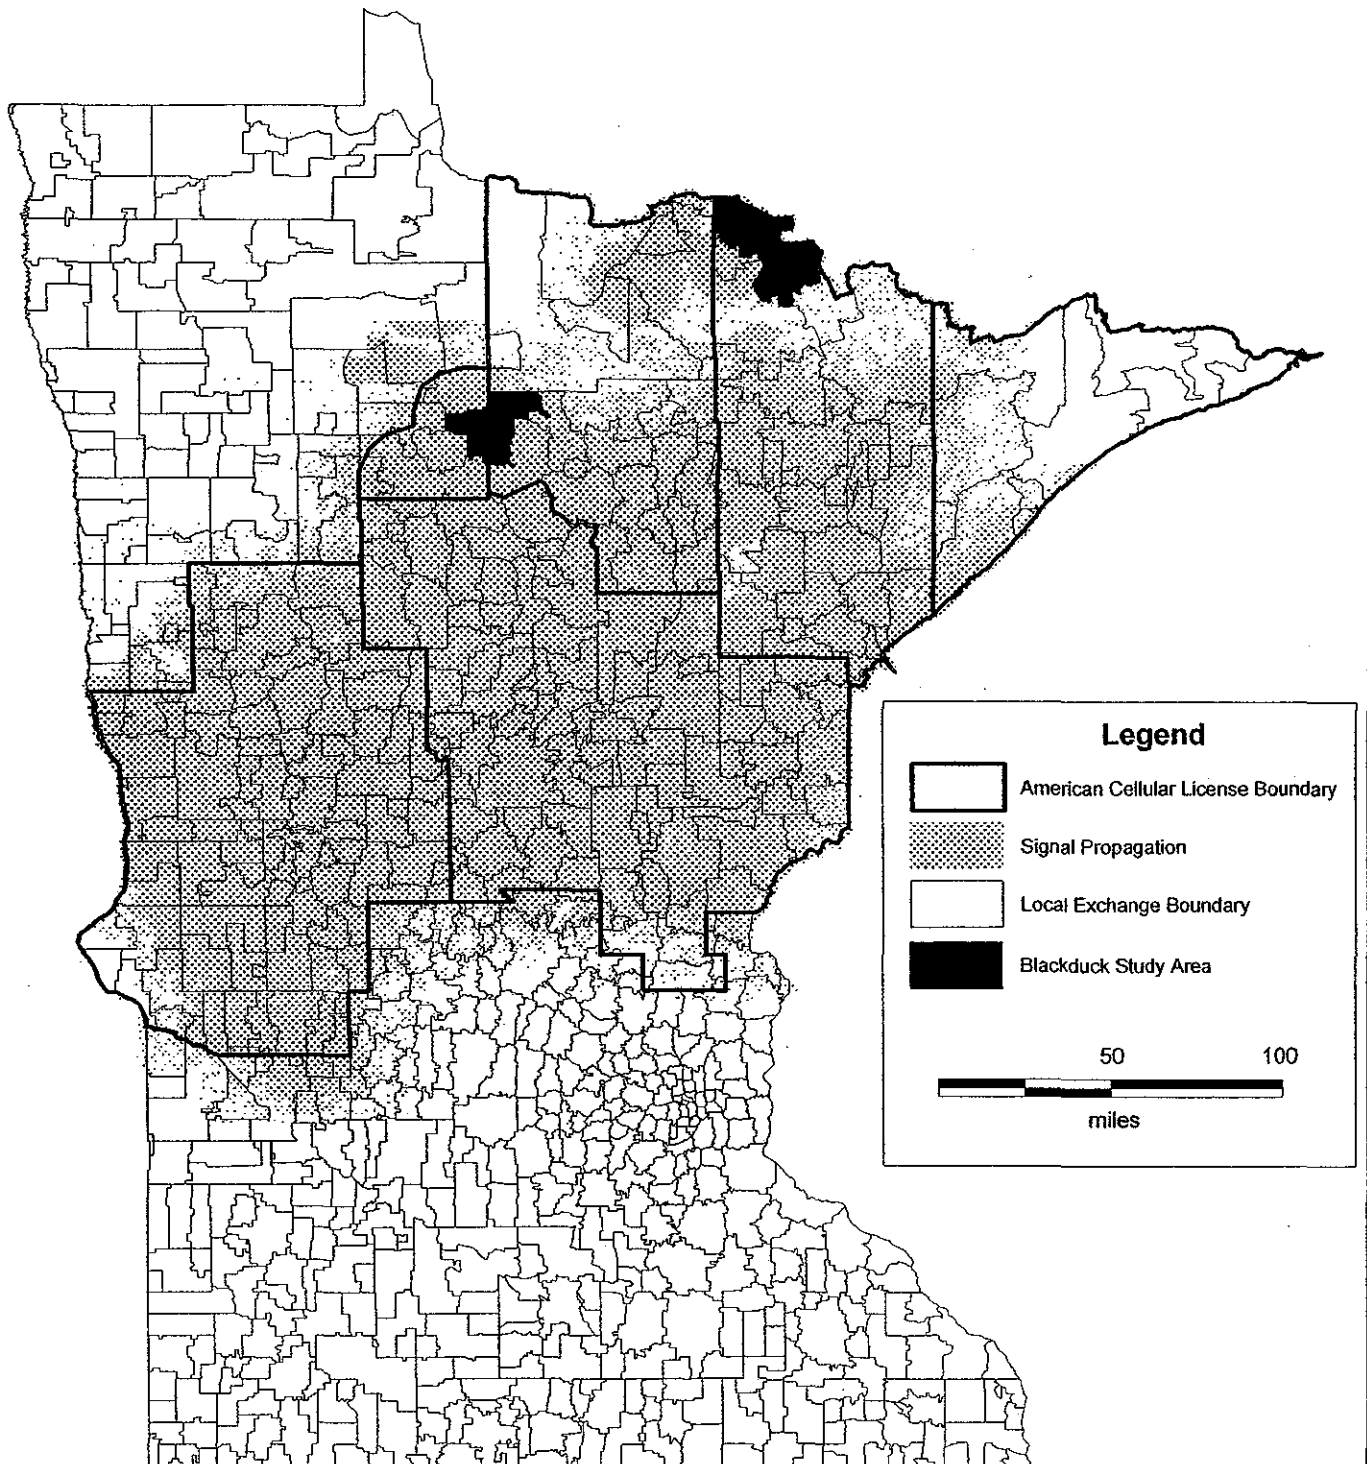 Legend
American Cellular License Boundary
Signal Propagation
Local Exchange Boundary
Blackduck Study Area
50 100
miles